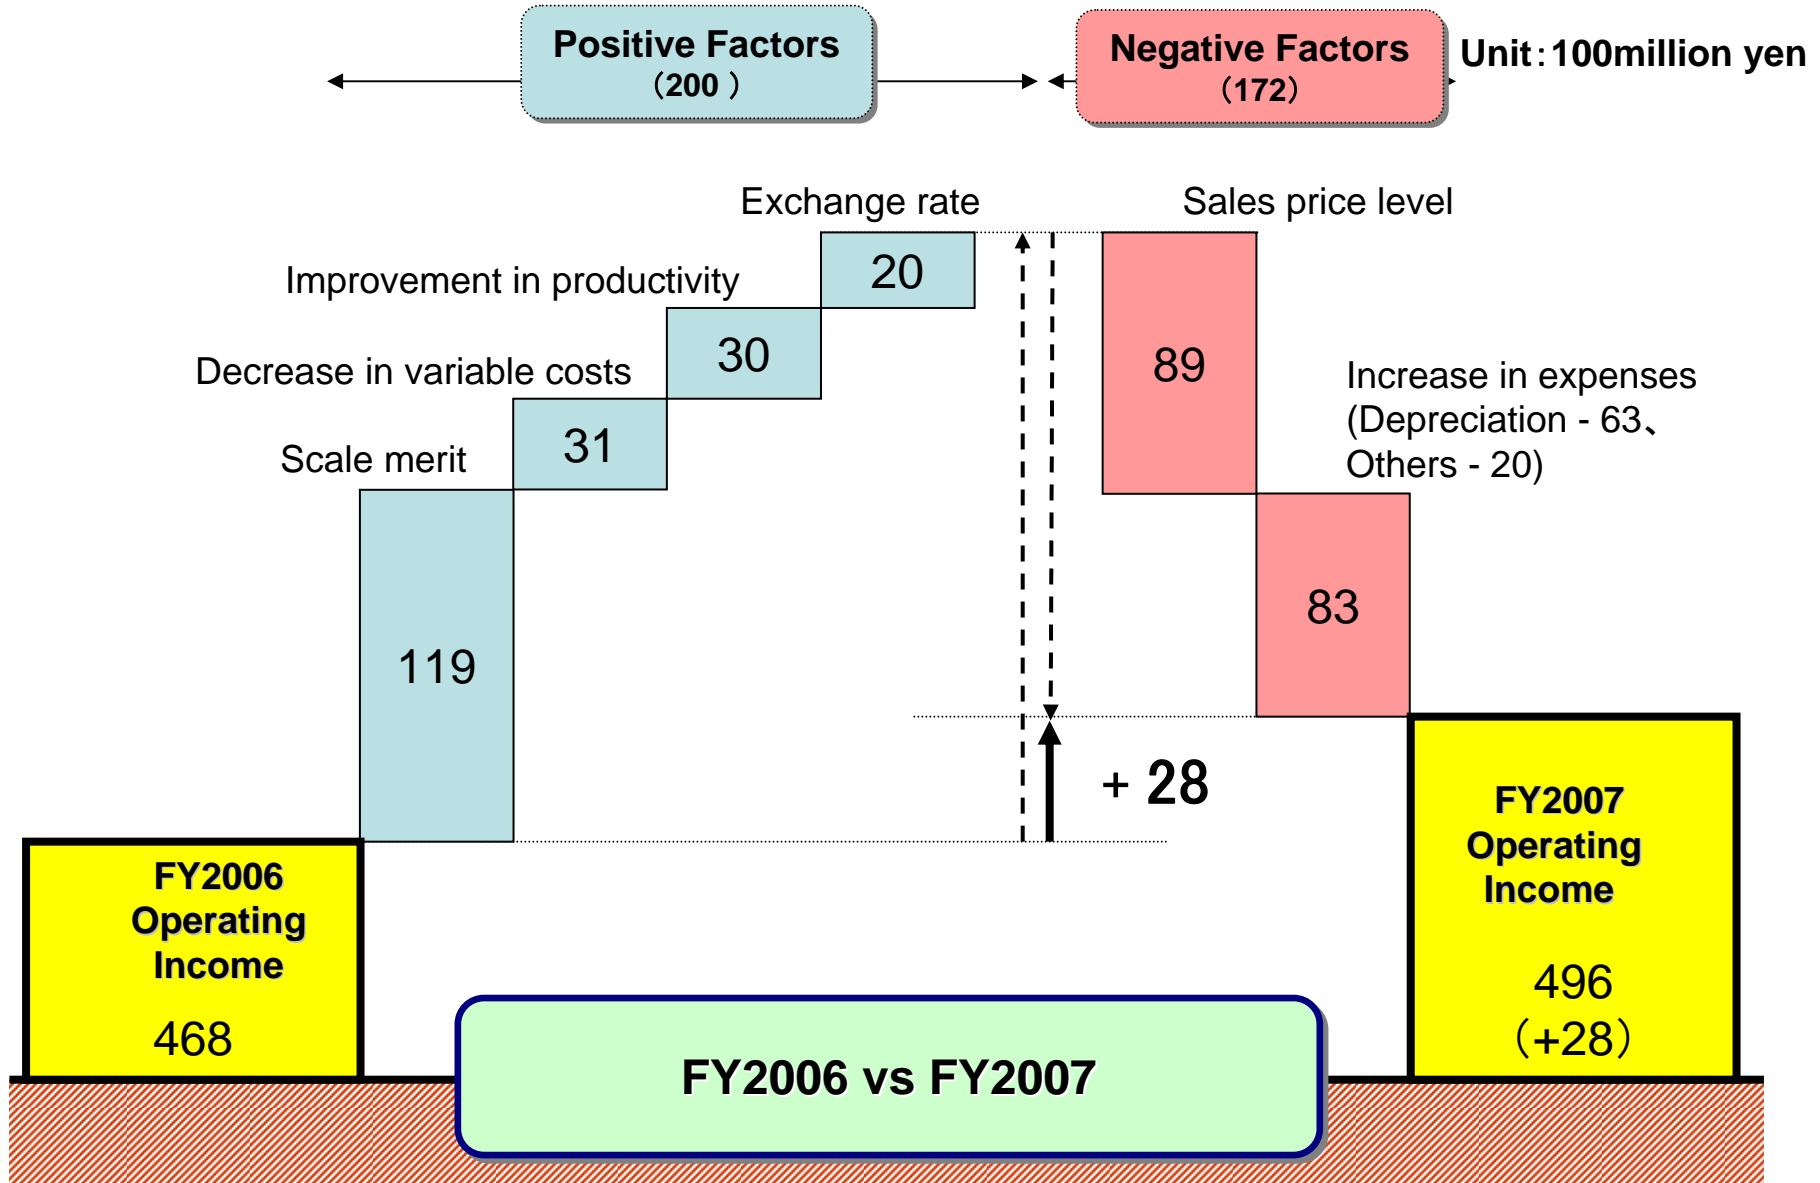 Positive Factors
（200 ）
Negative Factors
（172）
Unit：100million yen
Exchange rate
Sales price level
20
Improvement in productivity
30
89
Decrease in variable costs
Increase in expenses
(Depreciation - 63、
Others - 20)
31
Scale merit
83
119
+ 28
FY2007
Operating
Income
496
（+28）
FY2006
Operating
Income
468
FY2006 vs FY2007